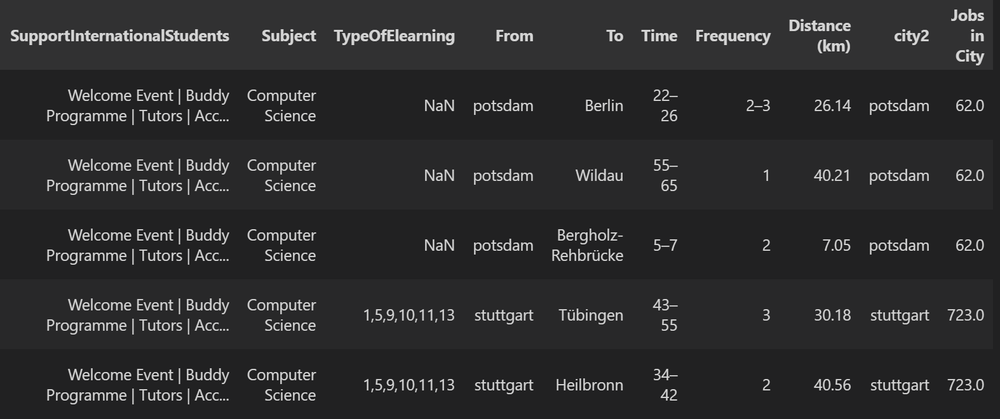 SupportInternationalStudents Subject TypeOfElearning From To Time Frequency Distance (km) city2 Jobs in City
Welcome Event | Buddy Programme | Tutors | Acc... Computer Science NaN potsdam Berlin 22–26 2–3 26.14 potsdam 62.0
Welcome Event | Buddy Programme | Tutors | Acc... Computer Science NaN potsdam Wildau 55–65 1 40.21 potsdam 62.0
Welcome Event | Buddy Programme | Tutors | Acc... Computer Science NaN potsdam Bergholz-Rehbrücke 5–7 2 7.05 potsdam 62.0
Welcome Event | Buddy Programme | Tutors | Acc... Computer Science 1,5,9,10,11,13 stuttgart Tübingen 43–55 3 30.18 stuttgart 723.0
Welcome Event | Buddy Programme | Tutors | Acc... Computer Science 1,5,9,10,11,13 stuttgart Heilbronn 34–42 2 40.56 stuttgart 723.0